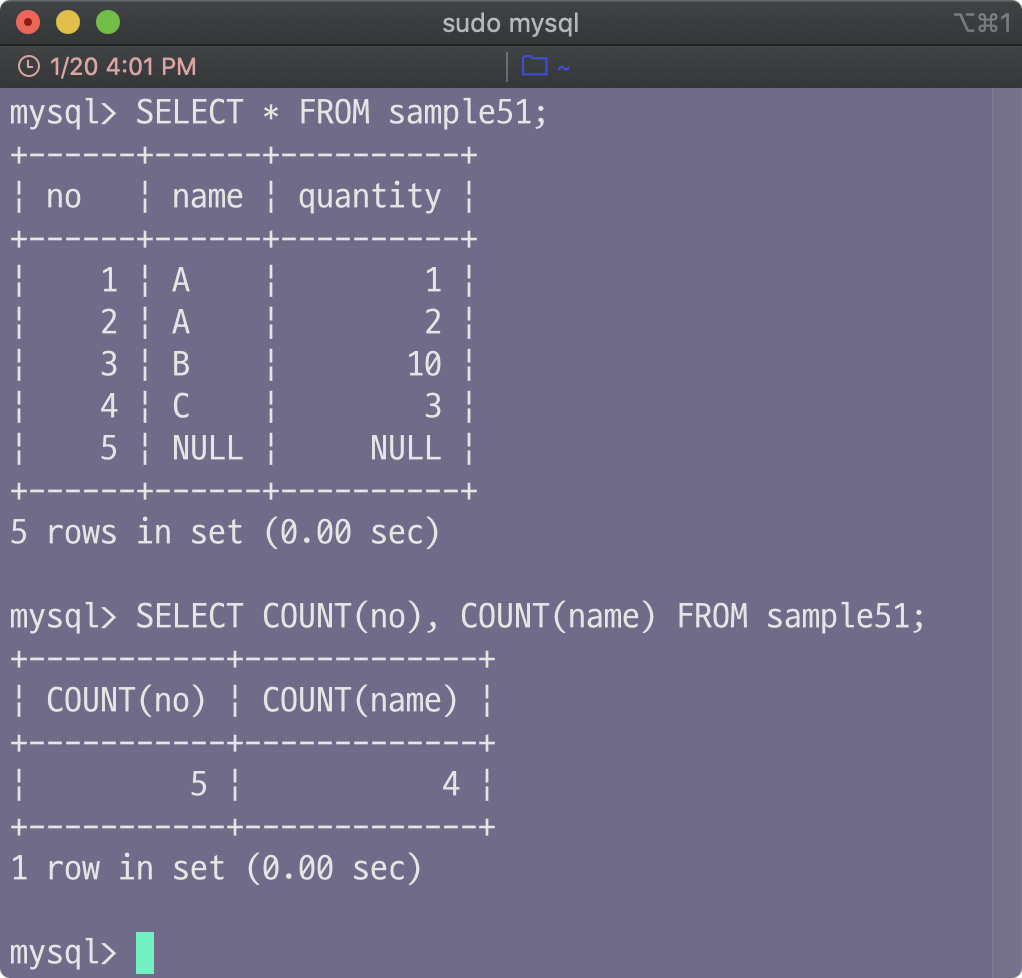 sudo mysql ⌥⌘1
1/20 4:01 PM ~
mysql> SELECT * FROM sample51;
+------+------+----------+
| no   | name | quantity |
+------+------+----------+
|    1 | A    |        1 |
|    2 | A    |        2 |
|    3 | B    |       10 |
|    4 | C    |        3 |
|    5 | NULL |     NULL |
+------+------+----------+
5 rows in set (0.00 sec)
mysql> SELECT COUNT(no), COUNT(name) FROM sample51;
+-----------+-------------+
| COUNT(no) | COUNT(name) |
+-----------+-------------+
|         5 |           4 |
+-----------+-------------+
1 row in set (0.00 sec)
mysql>